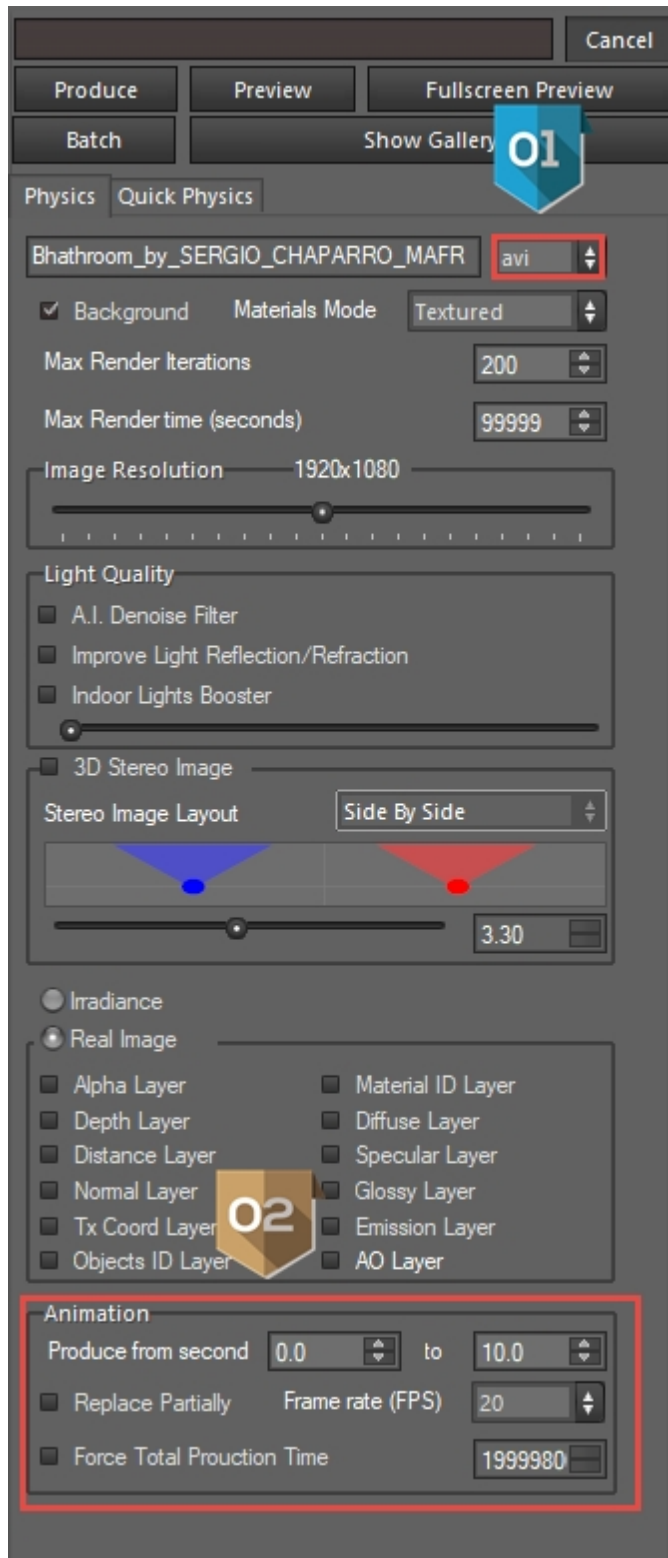 Cancel
Produce Preview Fullscreen Preview
Batch Show Gallery
01
Physics Quick Physics
Bhathroom_by_SERGIO_CHAPARRO_MAFR avi
Background Materials Mode Textured
Max Render Iterations 200
Max Render time (seconds) 99999
Image Resolution 1920x1080
Light Quality
A.I. Denoise Filter
Improve Light Reflection/Refraction
Indoor Lights Booster
3D Stereo Image
Stereo Image Layout Side By Side
3.30
Irradiance
Real Image
Alpha Layer Material ID Layer
Depth Layer Diffuse Layer
Distance Layer Specular Layer
Normal Layer Glossy Layer
Tx Coord Layer 02 Emission Layer
Objects ID Layer AO Layer
Animation
Produce from second 0.0 to 10.0
Replace Partially Frame rate (FPS) 20
Force Total Prouction Time 1999980